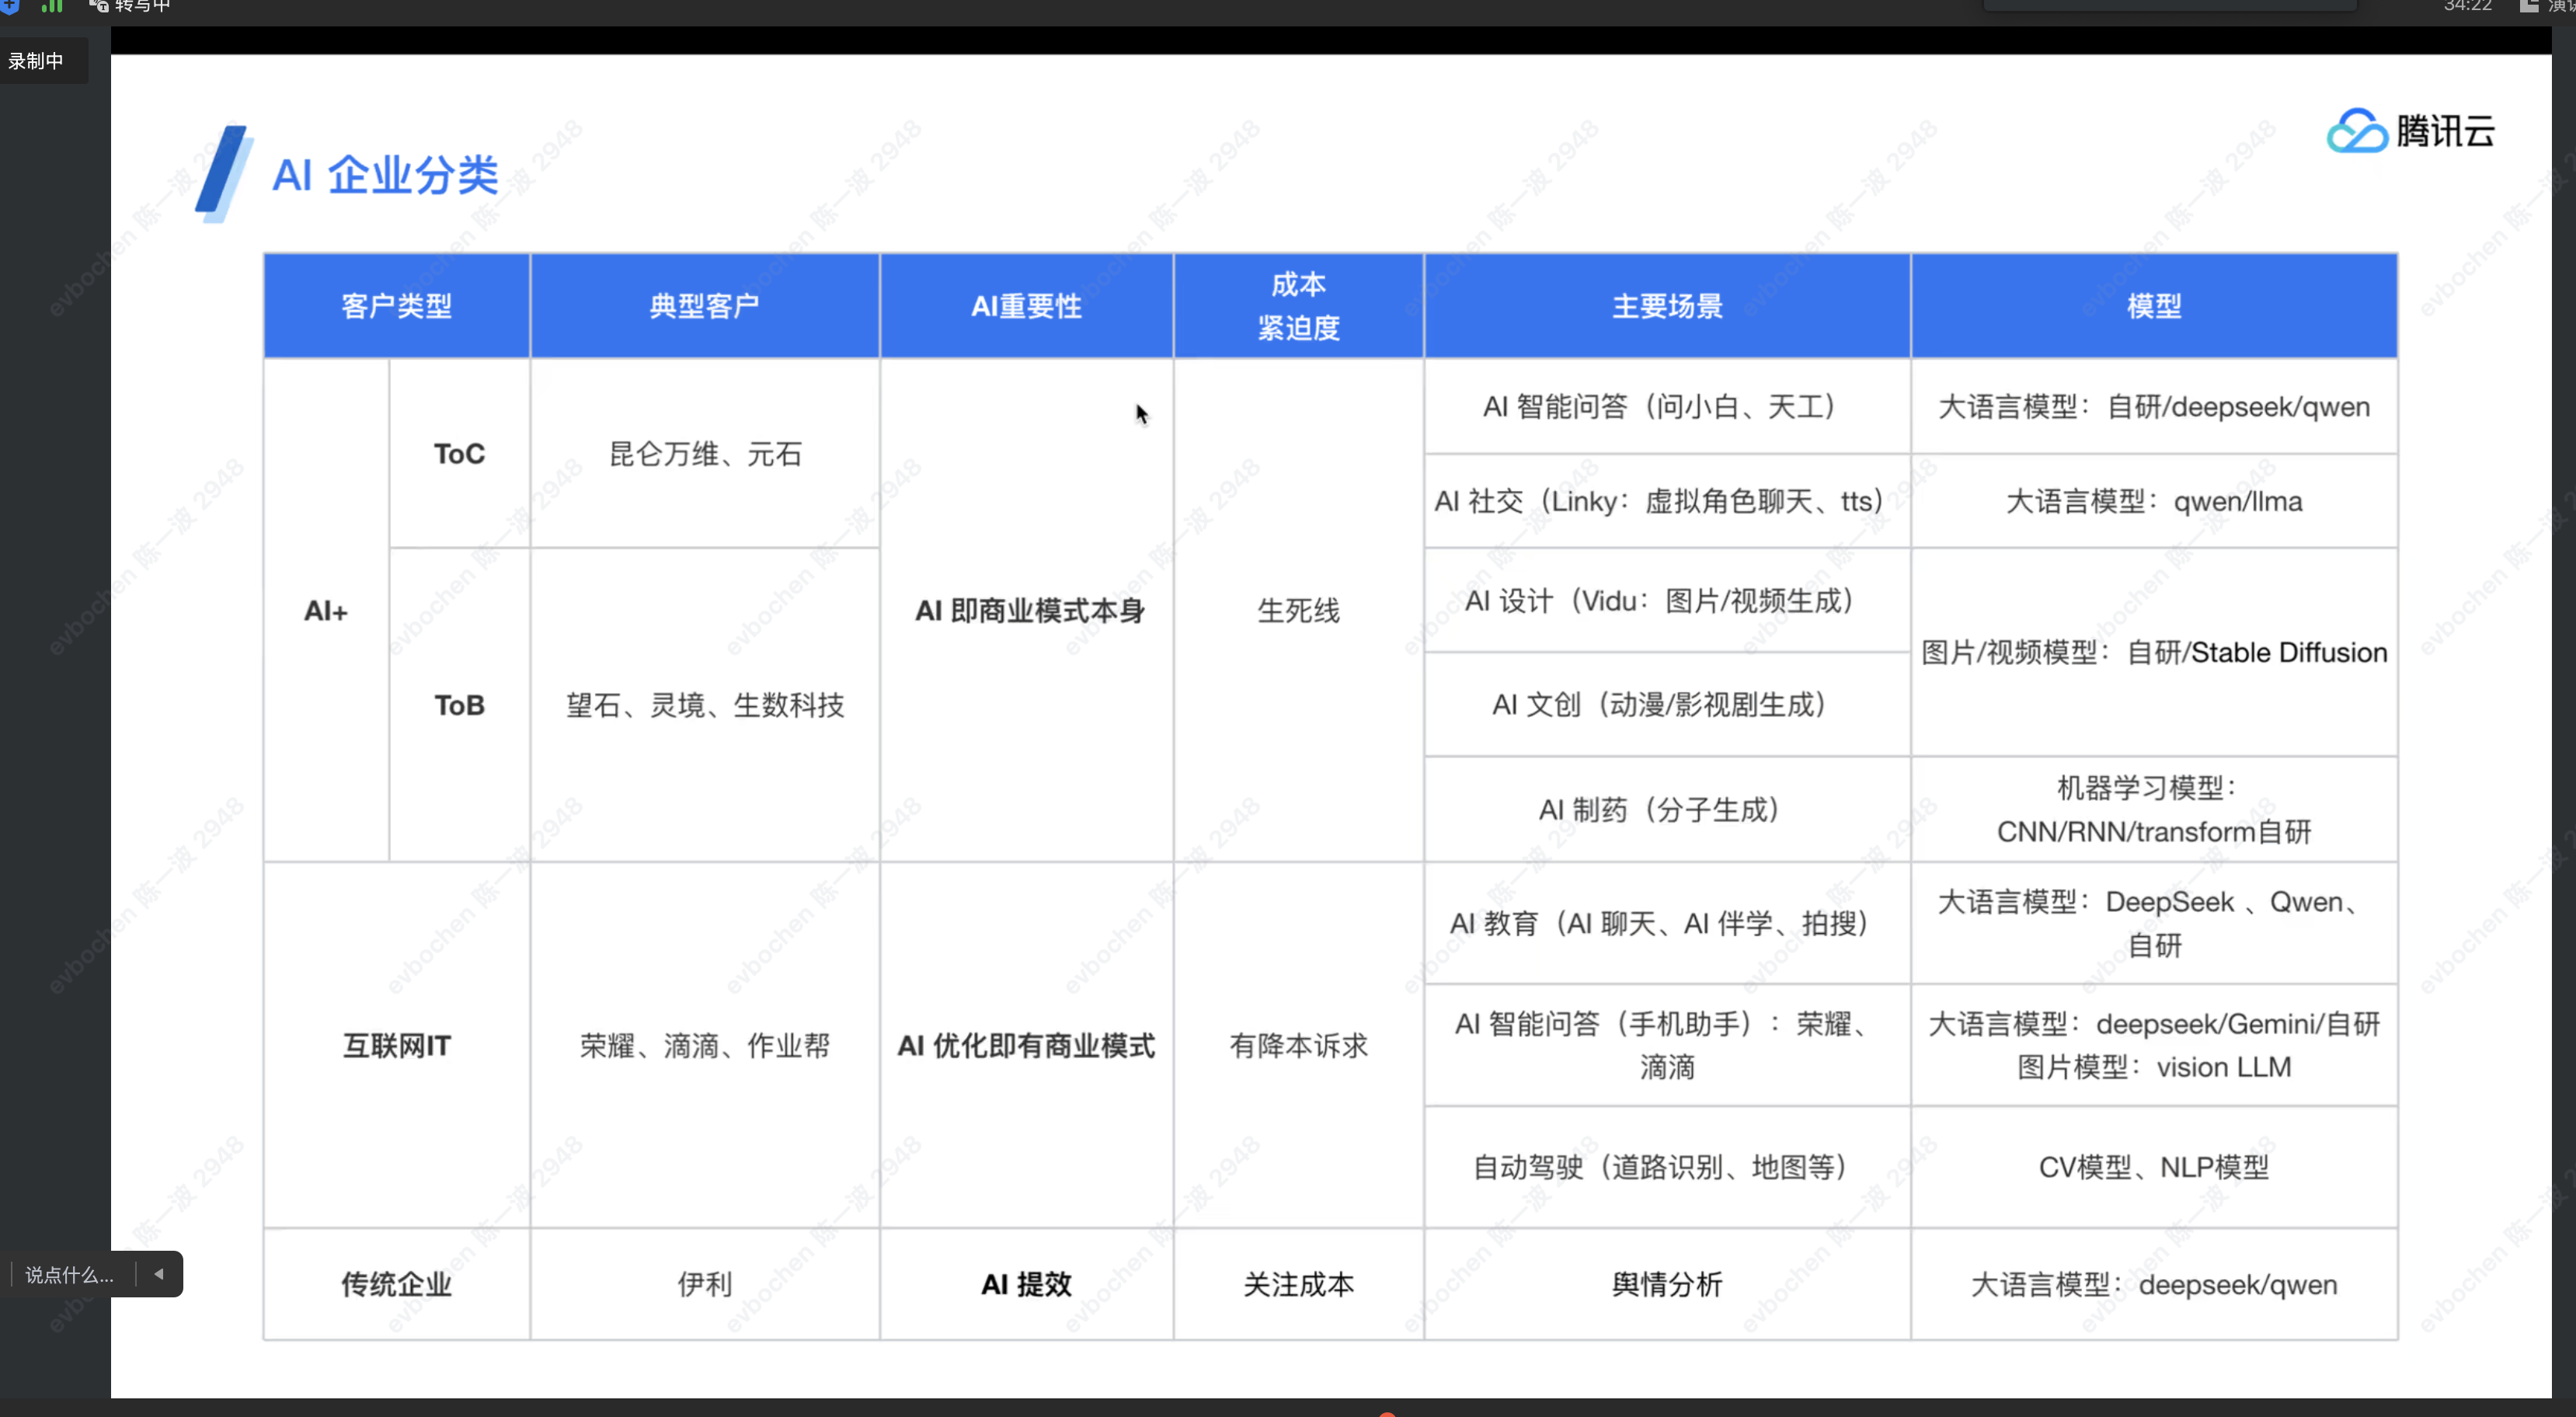 转写中
34:22
录制中
腾讯云
AI 企业分类
客户类型
典型客户
AI重要性
成本
紧迫度
主要场景
模型
AI+
ToC
昆仑万维、元石
AI 即商业模式本身
生死线
AI 智能问答（问小白、天工）
大语言模型：自研/deepseek/qwen
AI 社交（Linky：虚拟角色聊天、tts）
大语言模型：qwen/llma
ToB
望石、灵境、生数科技
AI 设计（Vidu：图片/视频生成）
图片/视频模型：自研/Stable Diffusion
AI 文创（动漫/影视剧生成）
AI 制药（分子生成）
机器学习模型：
CNN/RNN/transform自研
互联网IT
荣耀、滴滴、作业帮
AI 优化即有商业模式
有降本诉求
AI 教育（AI 聊天、AI 伴学、拍搜）
大语言模型：DeepSeek 、Qwen、
自研
AI 智能问答（手机助手）：荣耀、
滴滴
大语言模型：deepseek/Gemini/自研
图片模型：vision LLM
自动驾驶（道路识别、地图等）
CV模型、NLP模型
传统企业
伊利
AI 提效
关注成本
舆情分析
大语言模型：deepseek/qwen
说点什么...
evbochen 陈一波 2948